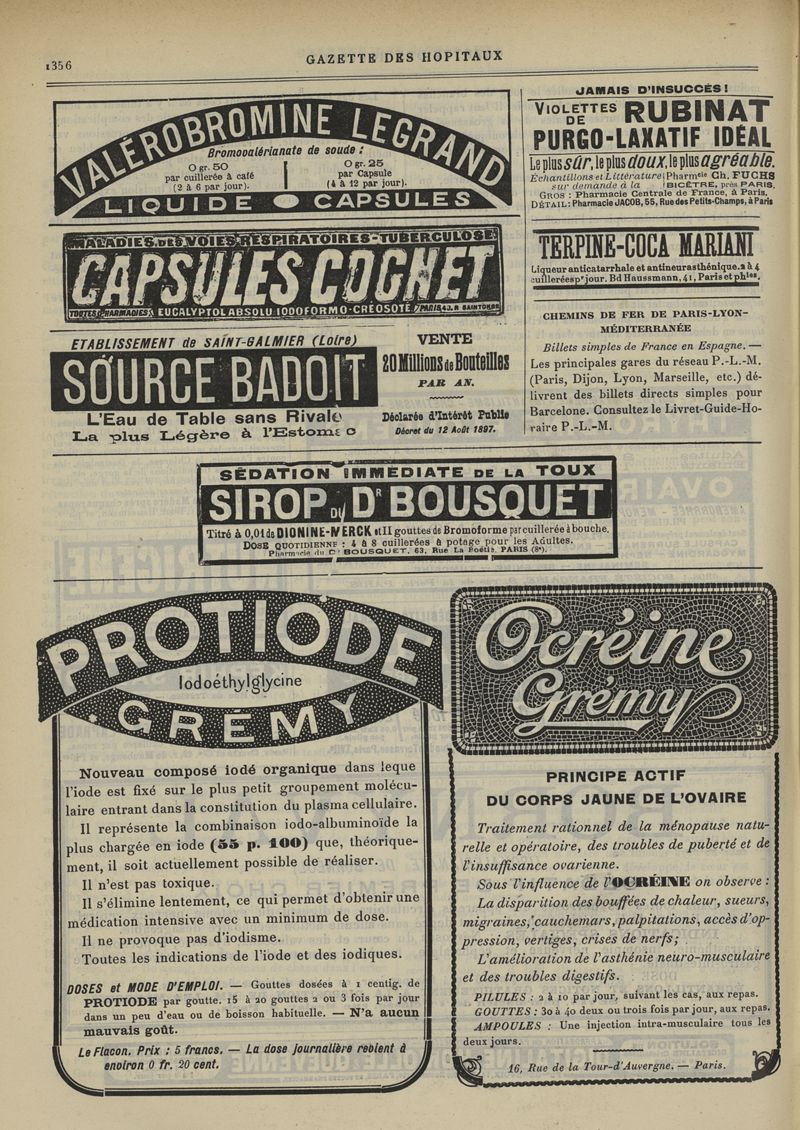 1356
GAZETTE DES HOPITAUX
VALÉROBROMINE LEGRAND
Bromovalérianate de soude :
0 gr. 50
par cuillerée à café
(2 à 6 par jour).
0 gr. 25
par Capsule
(4 à 12 par jour).
LIQUIDE CAPSULES
MALADIES DES VOIES RESPIRATOIRES-TUBERCULOSE
CAPSULES COGNET
TOUTES PHARMACIES. EUCALYPTOL ABSOLU IODOFORMO-CRÉOSOTÉ PARIS, 43, R. SAINTONGE
ETABLISSEMENT de SAINT-GALMIER (Loire)
SOURCE BADOIT
L'Eau de Table sans Rivale
La plus Légère à l'Estomac
VENTE
20 Millions de Bouteilles
PAR AN.
Déclarée d'Intérêt Public
Décret du 12 Août 1897.
JAMAIS D'INSUCCÈS !
VIOLETTES DE RUBINAT
PURGO-LAXATIF IDÉAL
Le plus sûr, le plus doux, le plus agréable.
Echantillons et Littérature Pharmcie Ch. FUCHS
sur demande à la BICÊTRE, près PARIS.
GROS : Pharmacie Centrale de France, à Paris.
DÉTAIL: Pharmacie JACOB, 55, Rue des Petits-Champs, à Paris
TERPINE-COCA MARIANI
Liqueur anticatarrhale et antineurasthénique. 2 à 4
cuillerées pr jour. Bd Haussmann, 41, Paris et phies.
CHEMINS DE FER DE PARIS-LYON-
MÉDITERRANÉE
Billets simples de France en Espagne. —
Les principales gares du réseau P.-L.-M.
(Paris, Dijon, Lyon, Marseille, etc.) dé-
livrent des billets directs simples pour
Barcelone. Consultez le Livret-Guide-Ho-
raire P.-L.-M.
SÉDATION IMMÉDIATE DE LA TOUX
SIROP DU Dr BOUSQUET
Titré à 0,01 de DIONINE-MERCK et II gouttes de Bromoforme par cuillerée à bouche.
DOSE QUOTIDIENNE : 4 à 8 cuillerées à potage pour les Adultes.
Pharmacie du Dr BOUSQUET, 63, Rue La Boétie, PARIS (8e).
PROTIODE
Iodoéthylglycine
GRÉMY
Nouveau composé iodé organique dans leque
l'iode est fixé sur le plus petit groupement molécu-
laire entrant dans la constitution du plasma cellulaire.
Il représente la combinaison iodo-albuminoïde la
plus chargée en iode (55 p. 100) que, théorique-
ment, il soit actuellement possible de réaliser.
Il n'est pas toxique.
Il s'élimine lentement, ce qui permet d'obtenir une
médication intensive avec un minimum de dose.
Il ne provoque pas d'iodisme.
Toutes les indications de l'iode et des iodiques.
DOSES et MODE D'EMPLOI. — Gouttes dosées à 1 centig. de
PROTIODE par goutte. 15 à 20 gouttes 2 ou 3 fois par jour
dans un peu d'eau ou de boisson habituelle. — N'a aucun
mauvais goût.
Le Flacon. Prix : 5 francs. — La dose journalière revient à
environ 0 fr. 20 cent.
Ocréine
Grémy
PRINCIPE ACTIF
DU CORPS JAUNE DE L'OVAIRE
Traitement rationnel de la ménopause natu-
relle et opératoire, des troubles de puberté et de
l'insuffisance ovarienne.
Sous l'influence de l'OCRÉINE on observe :
La disparition des bouffées de chaleur, sueurs,
migraines, cauchemars, palpitations, accès d'op-
pression, vertiges, crises de nerfs;
L'amélioration de l'asthénie neuro-musculaire
et des troubles digestifs.
PILULES : 2 à 10 par jour, suivant les cas, aux repas.
GOUTTES : 30 à 40 deux ou trois fois par jour, aux repas.
AMPOULES : Une injection intra-musculaire tous les
deux jours.
16, Rue de la Tour-d'Auvergne. — Paris.